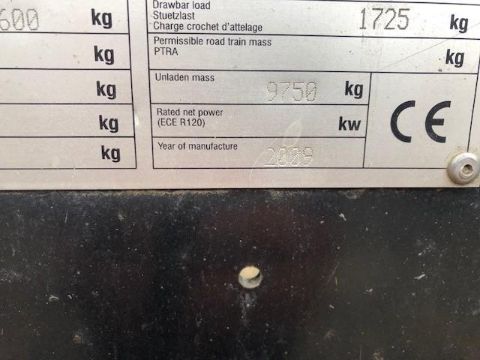 600 kg
Drawbar load
Stuetzlast
Charge crochet d'attelage 1725 kg
kg
Permissible road train mass
PTRA kg
kg
Unladen mass 9750 kg
kg
Rated net power
(ECE R120) kw
CE
kg
Year of manufacture 2009